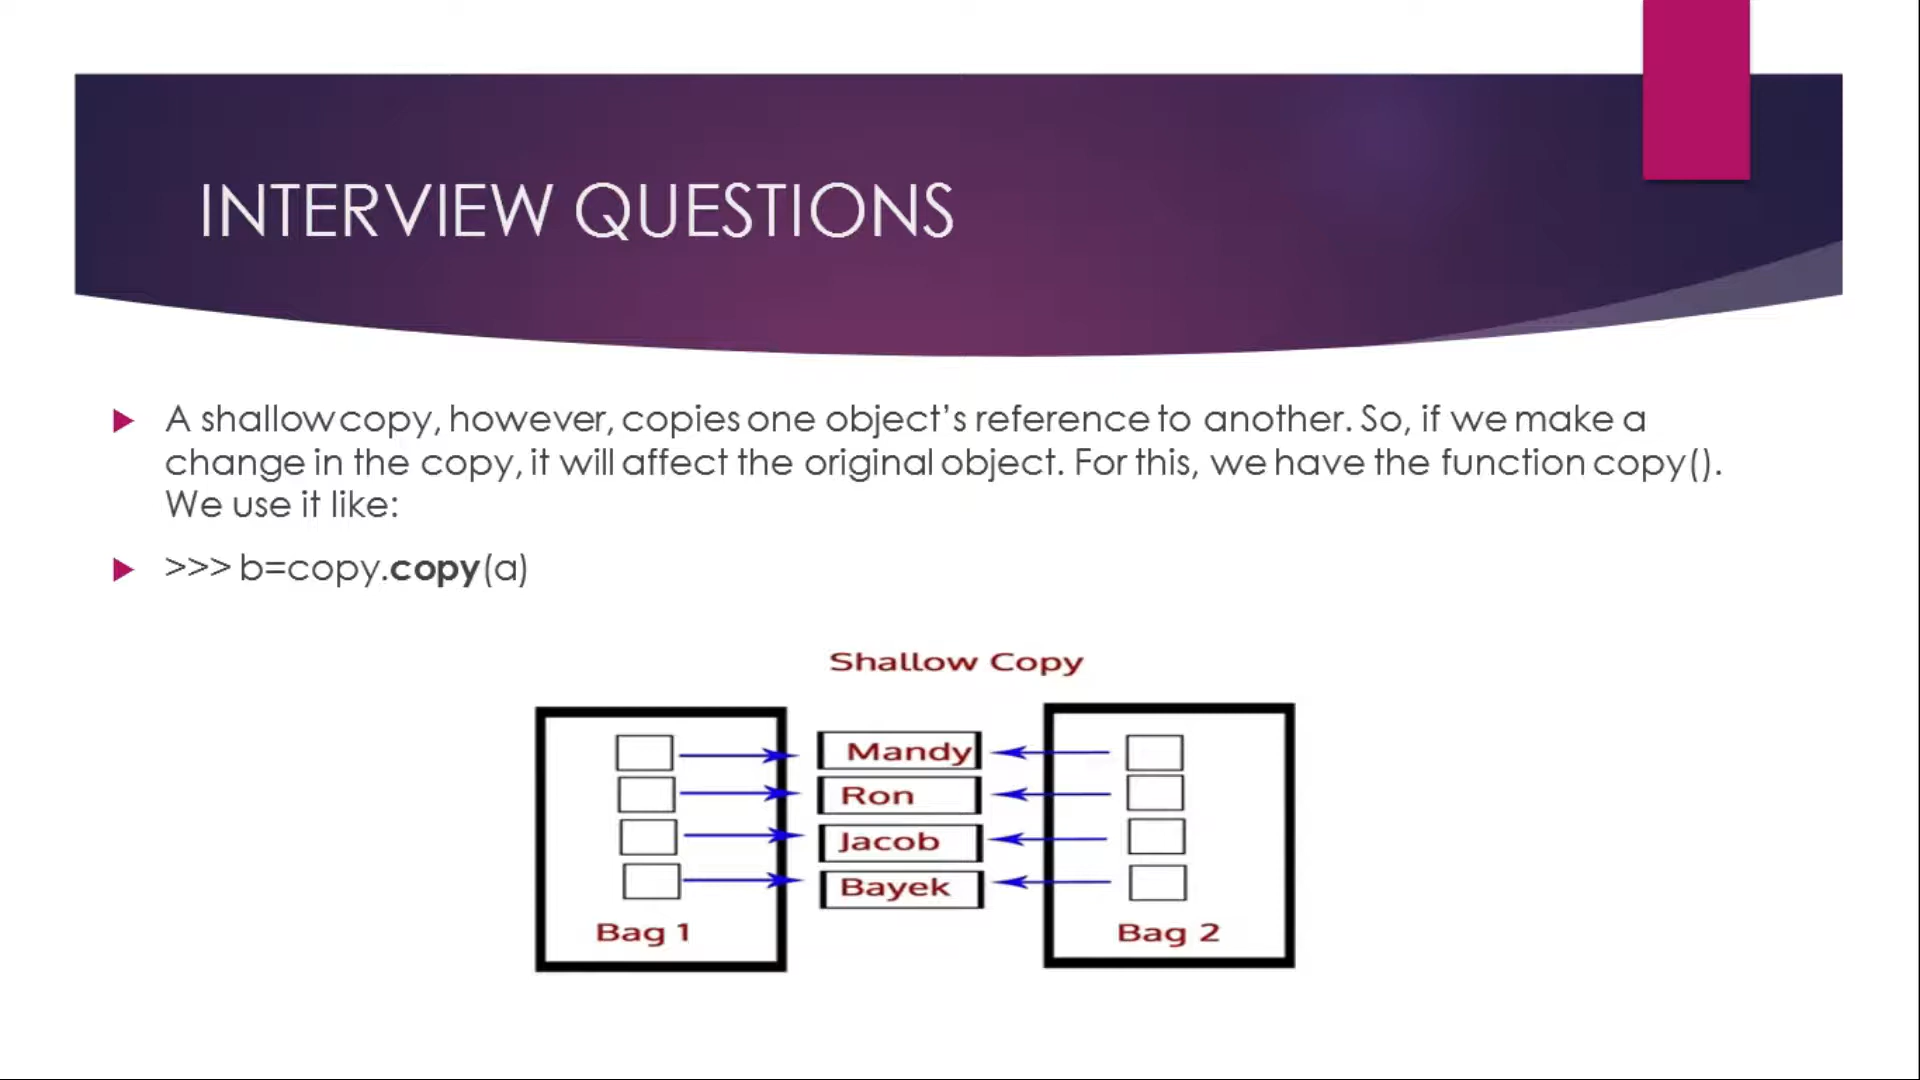 INTERVIEW QUESTIONS
A shallow copy, however, copies one object’s reference to another. So, if we make a
change in the copy, it will affect the original object. For this, we have the function copy().
We use it like:
>>> b=copy.copy(a)
Shallow Copy
Mandy
Ron
Jacob
Bayek
Bag 1
Bag 2